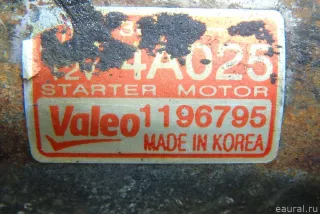 12V 4A025
STARTER MOTOR
Valeo 1196795
MADE IN KOREA
eaural.ru